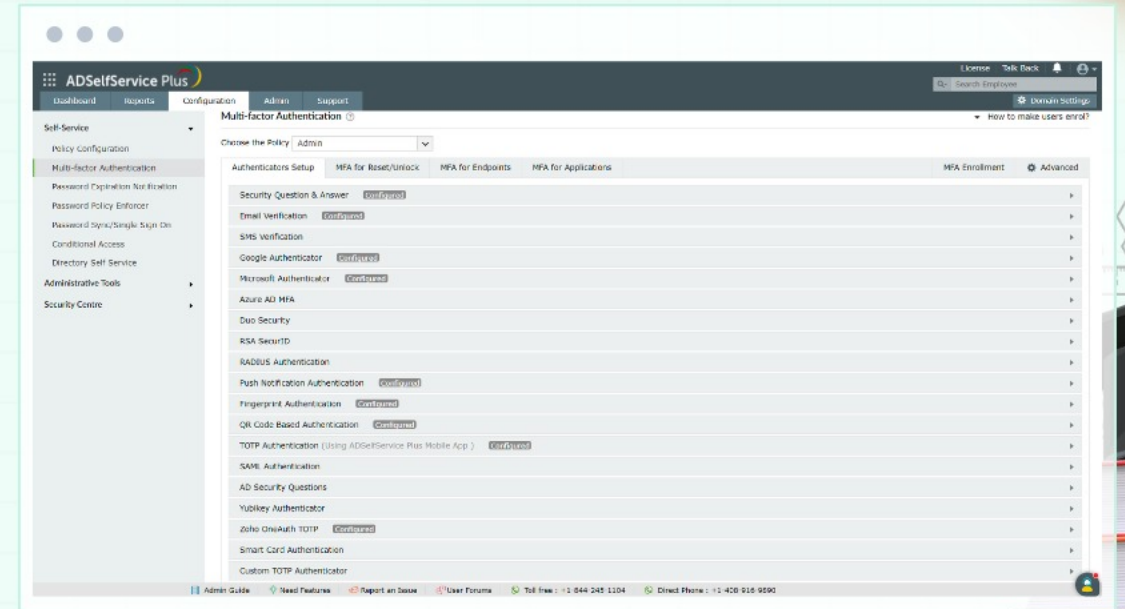 License Talk Back
ADSelfService Plus
Search Employee
Dashboard Reports Configuration Admin Support
Domain Settings
Self-Service
Policy Configuration
Multi-factor Authentication
Password Expiration Notification
Password Policy Enforcer
Password Sync/Single Sign On
Conditional Access
Directory Self Service
Administrative Tools
Security Centre
Multi-factor Authentication
How to make users enrol?
Choose the Policy Admin
Authenticators Setup MFA for Reset/Unlock MFA for Endpoints MFA for Applications MFA Enrollment Advanced
Security Question & Answer Configured
Email Verification Configured
SMS Verification
Google Authenticator Configured
Microsoft Authenticator Configured
Azure AD MFA
Duo Security
RSA SecurID
RADIUS Authentication
Push Notification Authentication Configured
Fingerprint Authentication Configured
QR Code Based Authentication Configured
TOTP Authentication (Using ADSelfService Plus Mobile App ) Configured
SAML Authentication
AD Security Questions
Yubikey Authenticator
Zoho OneAuth TOTP Configured
Smart Card Authentication
Custom TOTP Authenticator
Admin Guide Need Features Report an Issue User Forums Toll free : +1-844-245-1104 Direct Phone : +1-408-916-9890